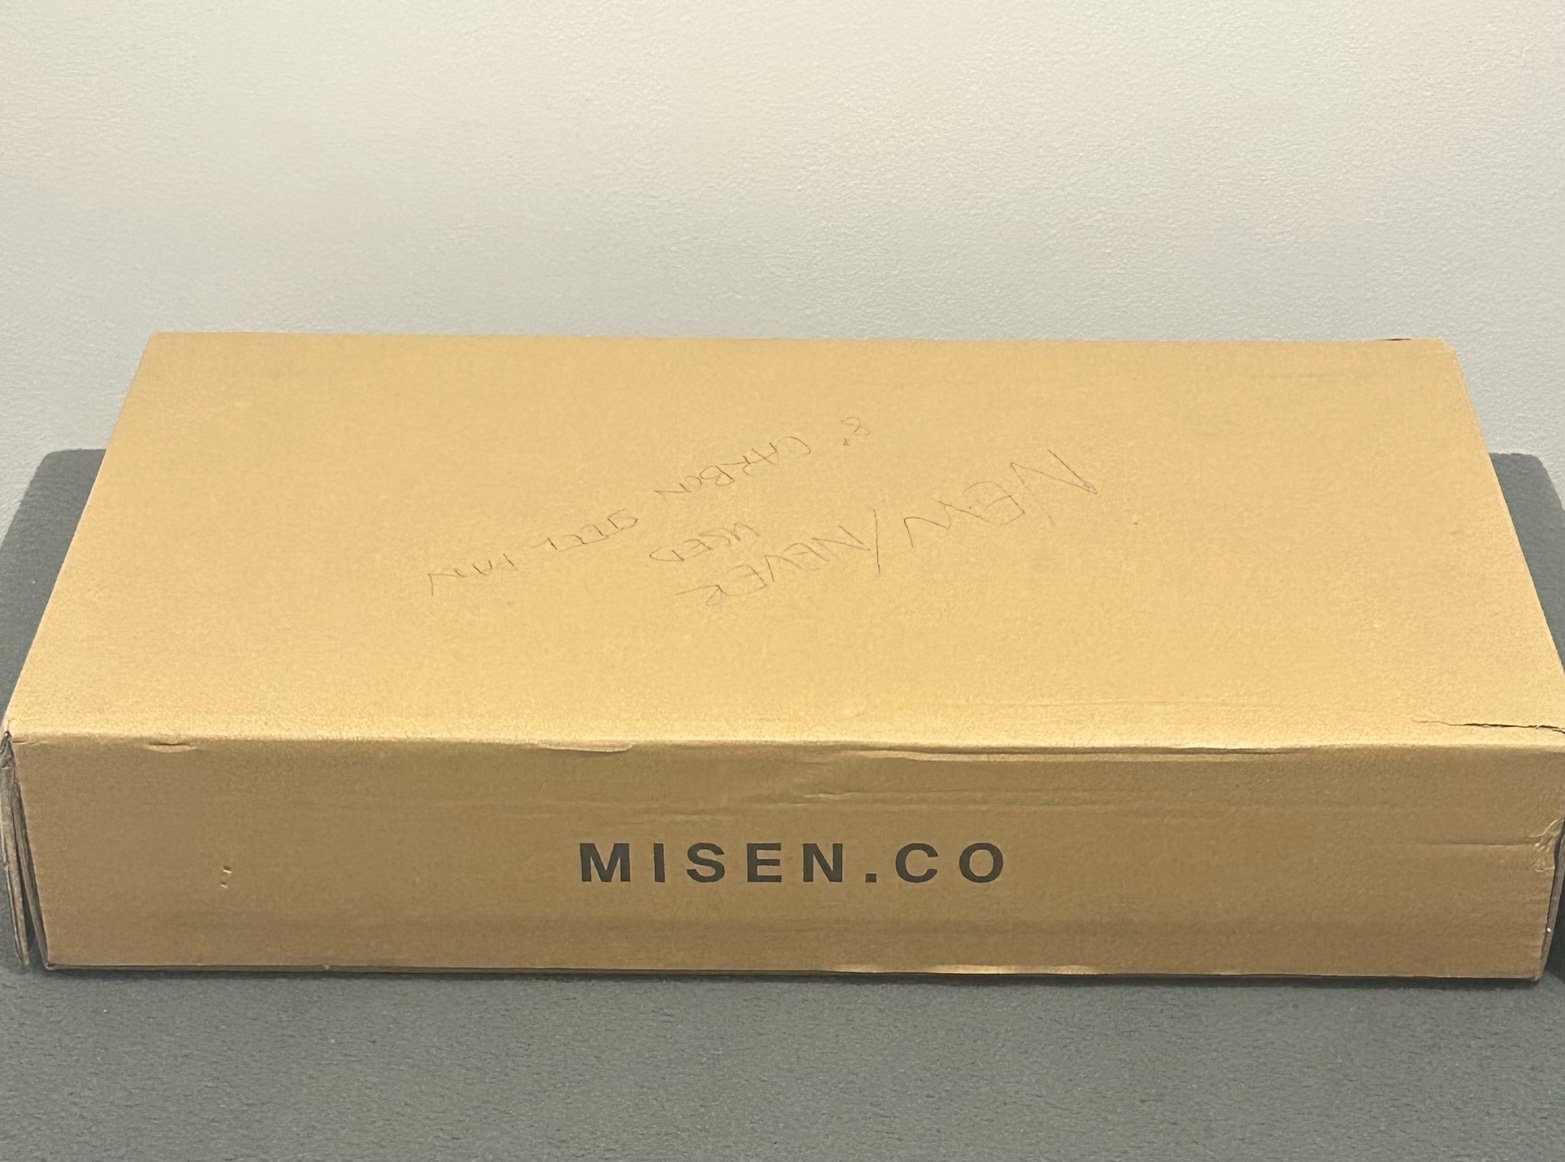 NEW/NEVER
USED
8" CARBON STEEL PAN
MISEN.CO